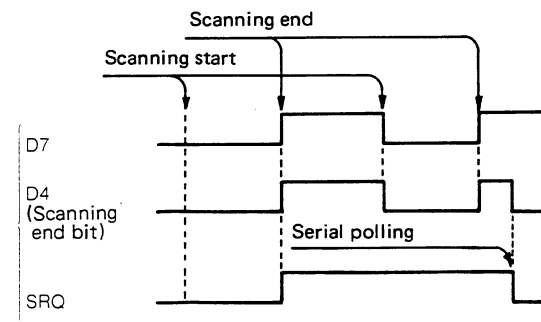 Scanning end
Scanning start
D7
D4
(Scanning
end bit)
Serial polling
SRQ